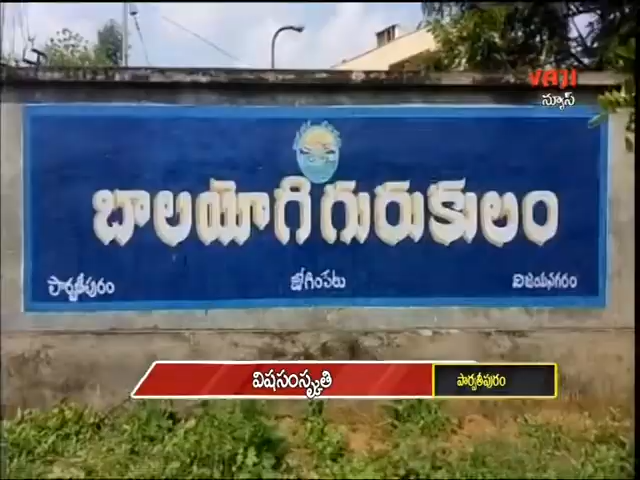 VAJI
న్యూస్
బాలయోగి గురుకులం
పార్వతీపురం జోగింపేట విజయనగరం
విషసంస్కృతి పార్వతీపురం